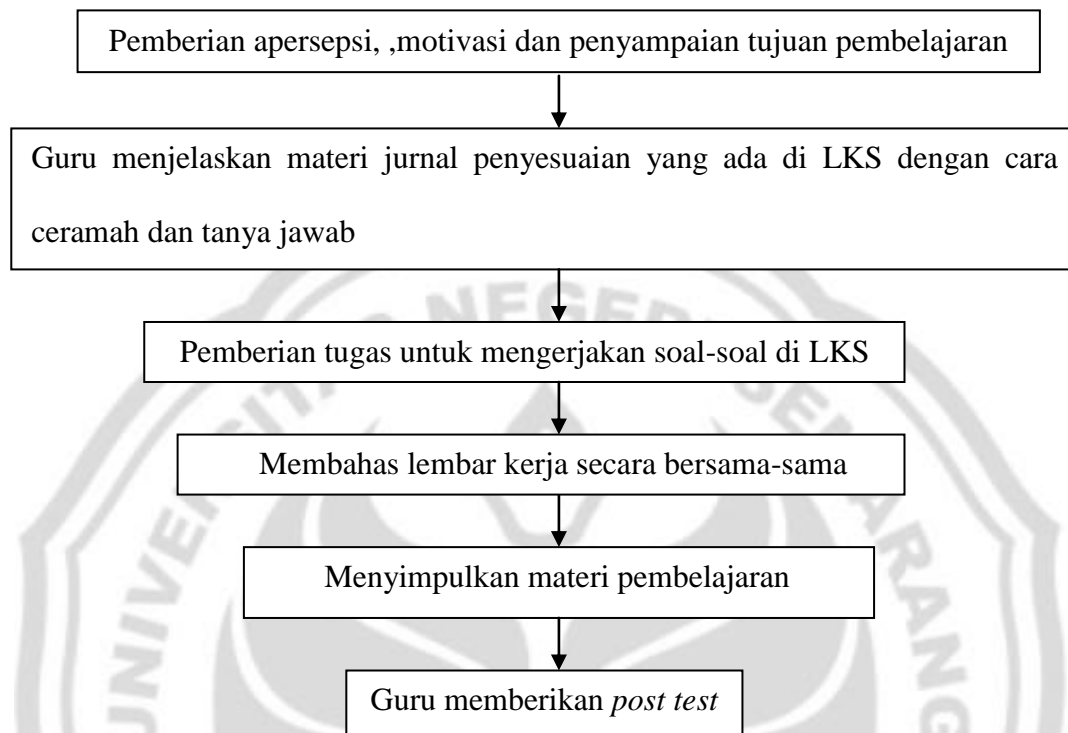 Pemberian apersepsi, ,motivasi dan penyampaian tujuan pembelajaran
Guru menjelaskan materi jurnal penyesuaian yang ada di LKS dengan cara
ceramah dan tanya jawab
Pemberian tugas untuk mengerjakan soal-soal di LKS
Membahas lembar kerja secara bersama-sama
Menyimpulkan materi pembelajaran
Guru memberikan post test